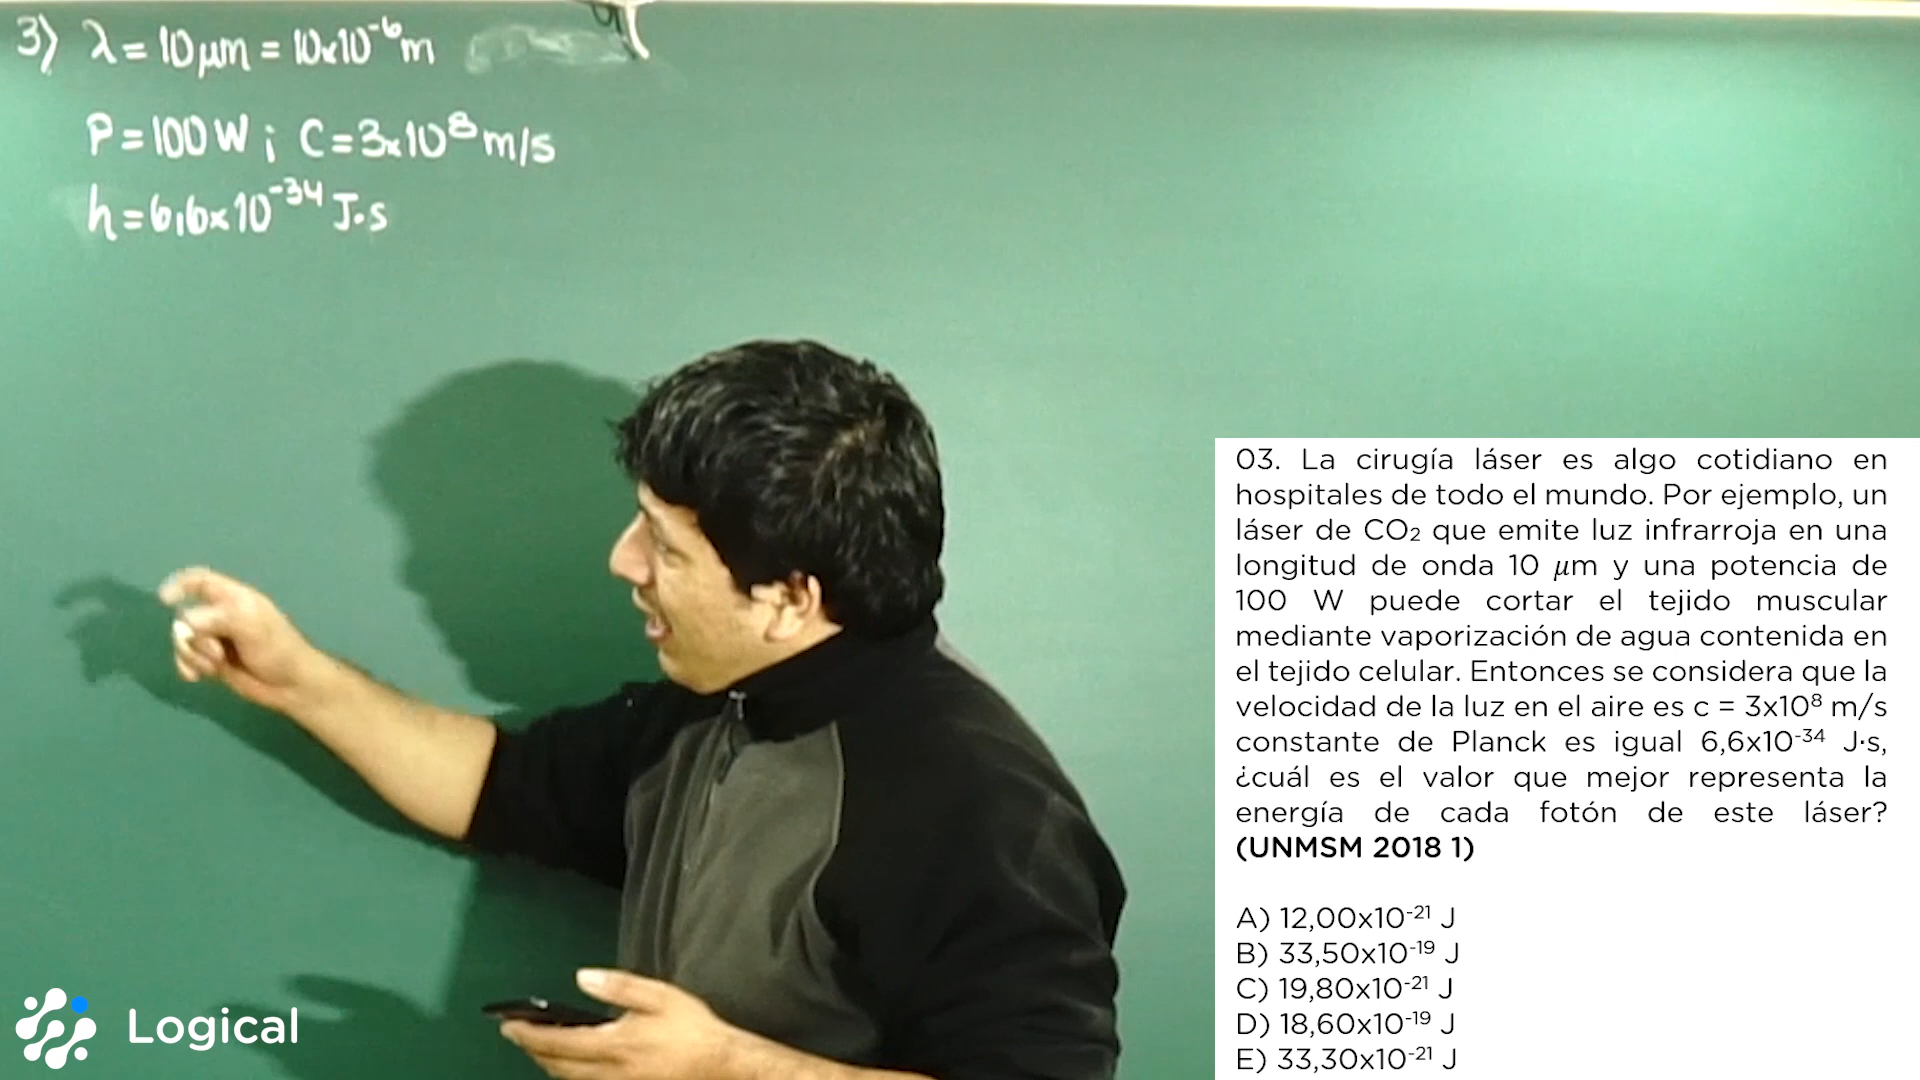 3) λ = 10 μm = 10x10⁻⁶ m
P = 100 W ; C = 3x10⁸ m/s
h = 6,6x10⁻³⁴ J·s
03. La cirugía láser es algo cotidiano en
hospitales de todo el mundo. Por ejemplo, un
láser de CO₂ que emite luz infrarroja en una
longitud de onda 10 μm y una potencia de
100 W puede cortar el tejido muscular
mediante vaporización de agua contenida en
el tejido celular. Entonces se considera que la
velocidad de la luz en el aire es c = 3x10⁸ m/s
constante de Planck es igual 6,6x10⁻³⁴ J·s,
¿cuál es el valor que mejor representa la
energía de cada fotón de este láser?
(UNMSM 2018 1)
A) 12,00x10⁻²¹ J
B) 33,50x10⁻¹⁹ J
C) 19,80x10⁻²¹ J
D) 18,60x10⁻¹⁹ J
E) 33,30x10⁻²¹ J
Logical